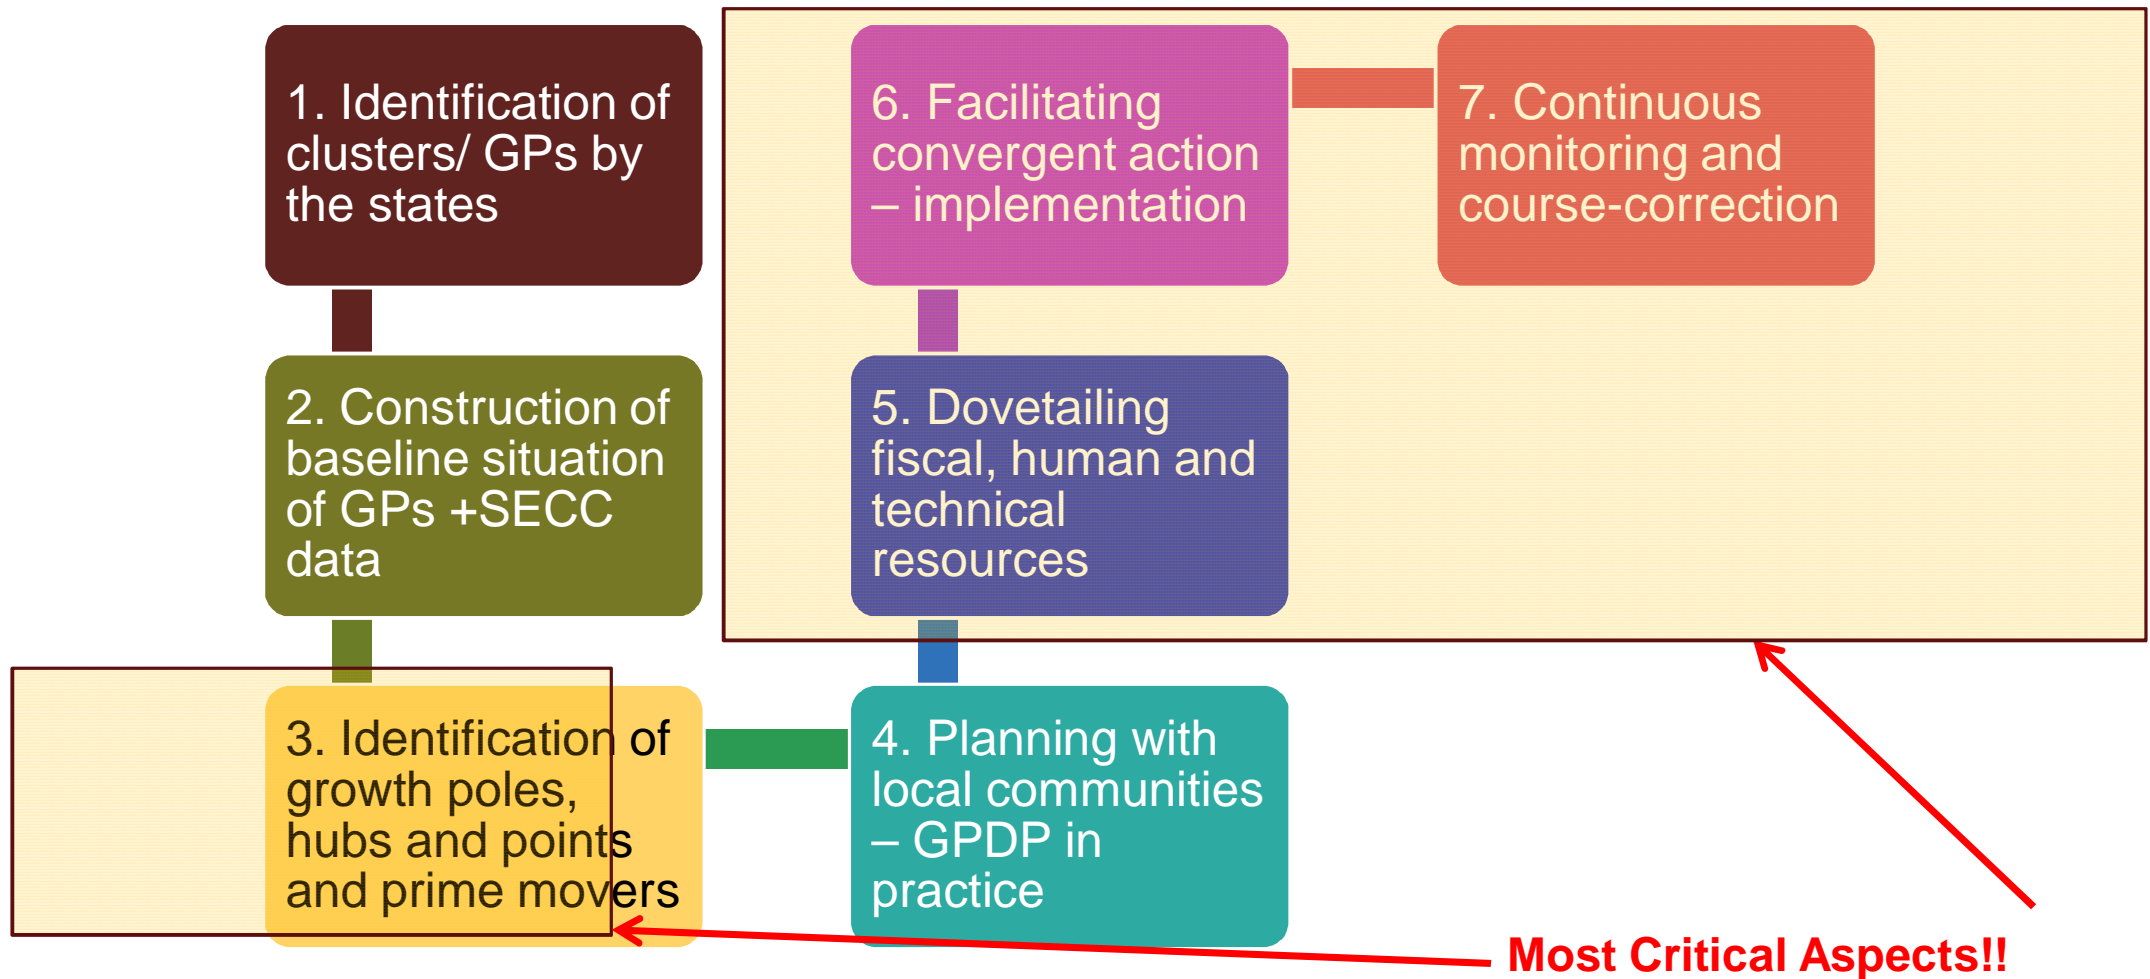 1. Identification of
clusters/ GPs by
the states
2. Construction of
baseline situation
of GPs +SECC
data
3. Identification of
growth poles,
hubs and points
and prime movers
4. Planning with
local communities
– GPDP in
practice
5. Dovetailing
fiscal, human and
technical
resources
6. Facilitating
convergent action
– implementation
7. Continuous
monitoring and
course-correction
Most Critical Aspects!!